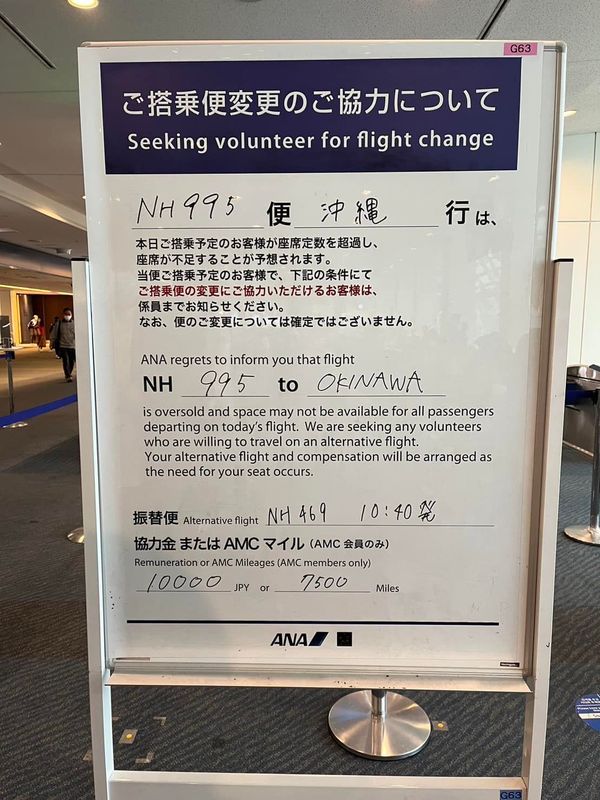 G63
ご搭乗便変更のご協力について
Seeking volunteer for flight change
NH995 便 沖縄 行は、
本日ご搭乗予定のお客様が座席定数を超過し、
座席が不足することが予想されます。
当便ご搭乗予定のお客様で、下記の条件にて
ご搭乗便の変更にご協力いただけるお客様は、
係員までお知らせください。
なお、便のご変更については確定ではございません。
ANA regrets to inform you that flight
NH 995 to OKINAWA
is oversold and space may not be available for all passengers
departing on today's flight. We are seeking any volunteers
who are willing to travel on an alternative flight.
Your alternative flight and compensation will be arranged as
the need for your seat occurs.
振替便 Alternative flight NH469 10:40発
協力金 または AMC マイル (AMC 会員のみ)
Remuneration or AMC Mileages (AMC members only)
10000 JPY or 7500 Miles
ANA
G63